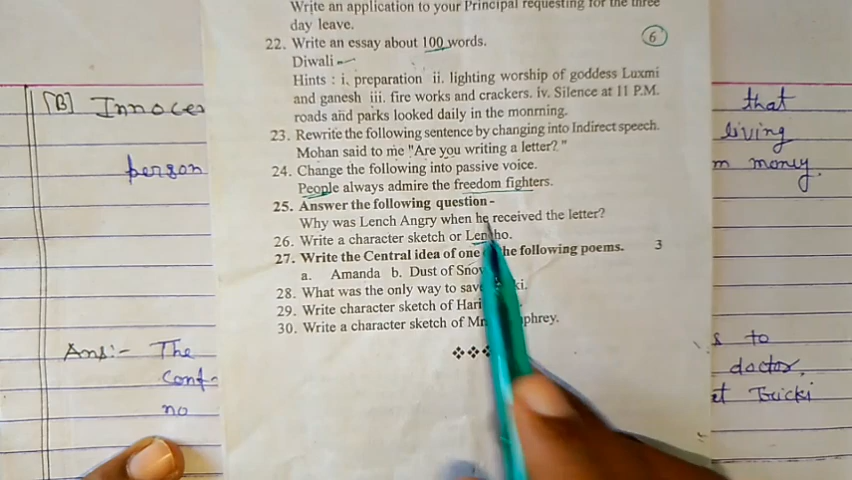 Write an application to your Principal requesting for the three
day leave.
22. Write an essay about 100 words. 6
Diwali
Hints : i. preparation ii. lighting worship of goddess Luxmi
and ganesh iii. fire works and crackers. iv. Silence at 11 P.M.
roads and parks looked daily in the monrning.
23. Rewrite the following sentence by changing into Indirect speech.
Mohan said to me "Are you writing a letter?"
24. Change the following into passive voice.
People always admire the freedom fighters.
25. Answer the following question-
Why was Lench Angry when he received the letter?
26. Write a character sketch or Lencho.
27. Write the Central idea of one the following poems. 3
a. Amanda b. Dust of Snow
28. What was the only way to save
29. Write character sketch of Hari
30. Write a character sketch of
[B] Innoces
person
Ans:- The
Conf-
no
that
living
money.
to
doctor.
Tricki